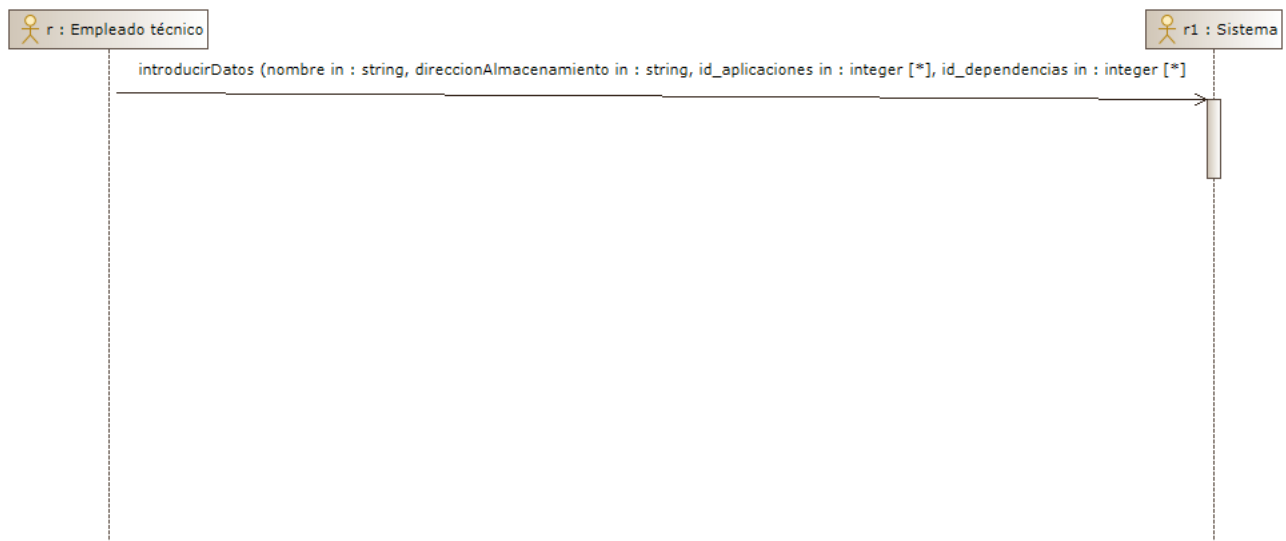 r : Empleado técnico
r1 : Sistema
introducirDatos (nombre in : string, direccionAlmacenamiento in : string, id_aplicaciones in : integer [*], id_dependencias in : integer [*]